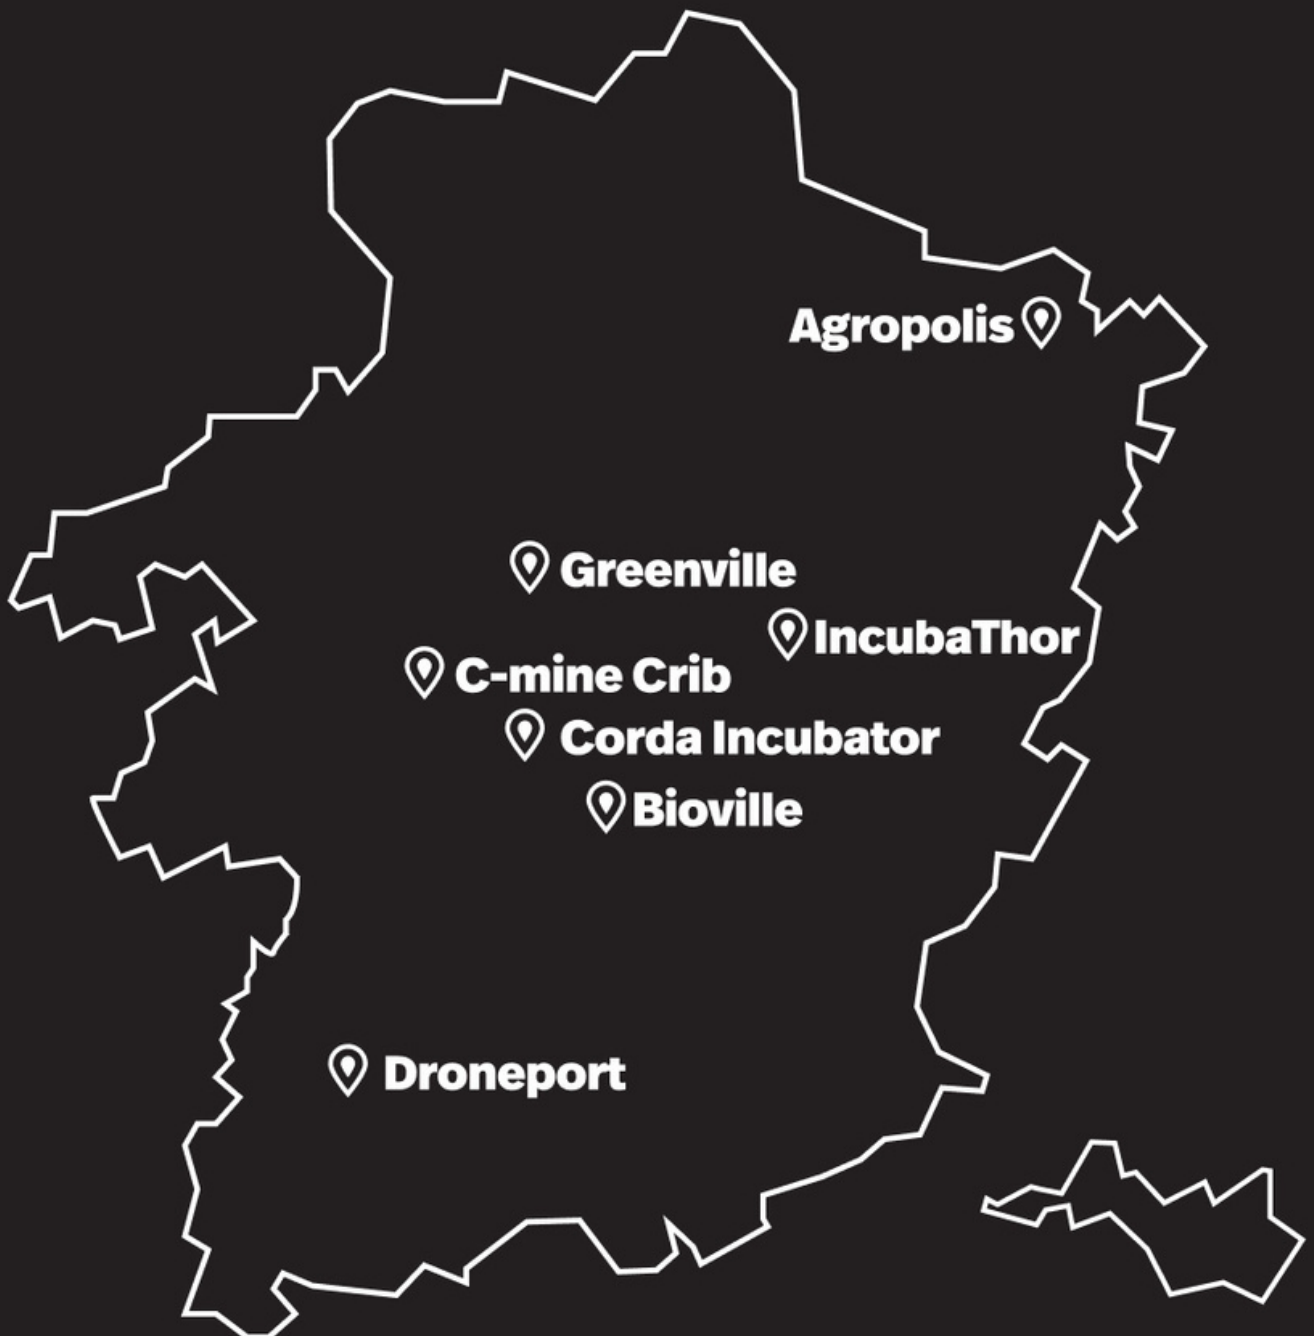 Agropolis
Greenville
IncubaThor
C-mine Crib
Corda Incubator
Bioville
Droneport